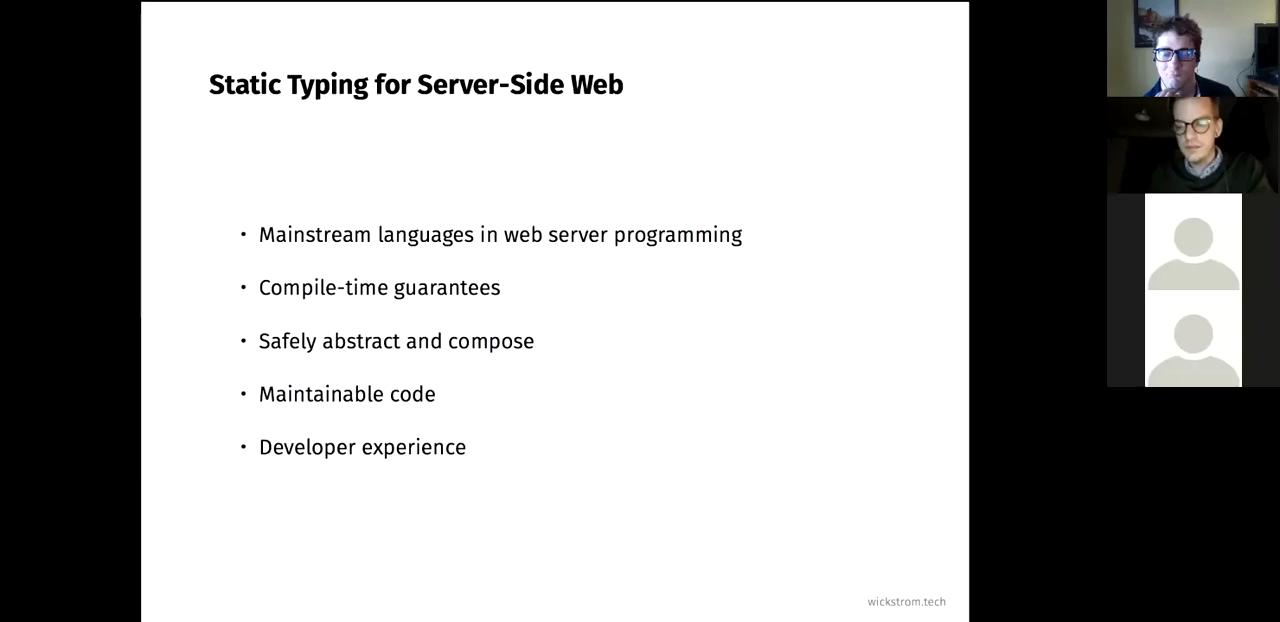 Static Typing for Server-Side Web
• Mainstream languages in web server programming
• Compile-time guarantees
• Safely abstract and compose
• Maintainable code
• Developer experience
wickstrom.tech